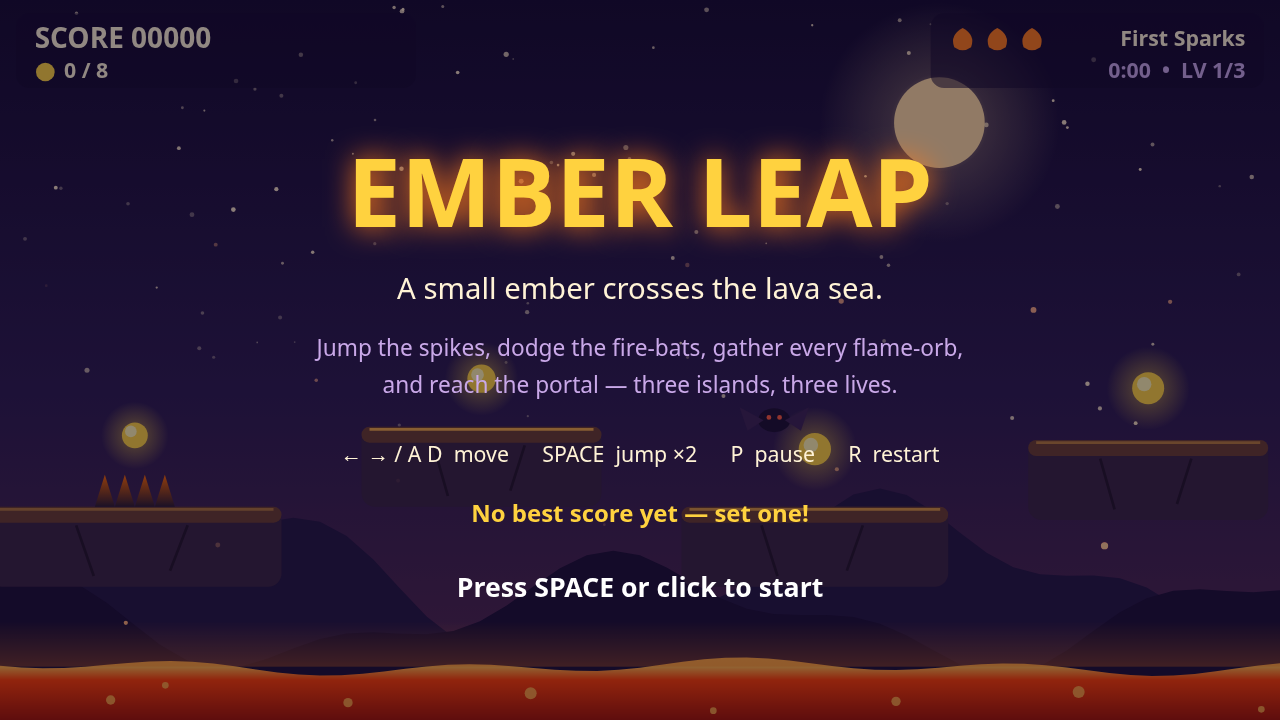 SCORE 00000
0 / 8
First Sparks
0:00 • LV 1/3
EMBER LEAP
A small ember crosses the lava sea.
Jump the spikes, dodge the fire-bats, gather every flame-orb,
and reach the portal — three islands, three lives.
← → / A D move SPACE jump ×2 P pause R restart
No best score yet — set one!
Press SPACE or click to start